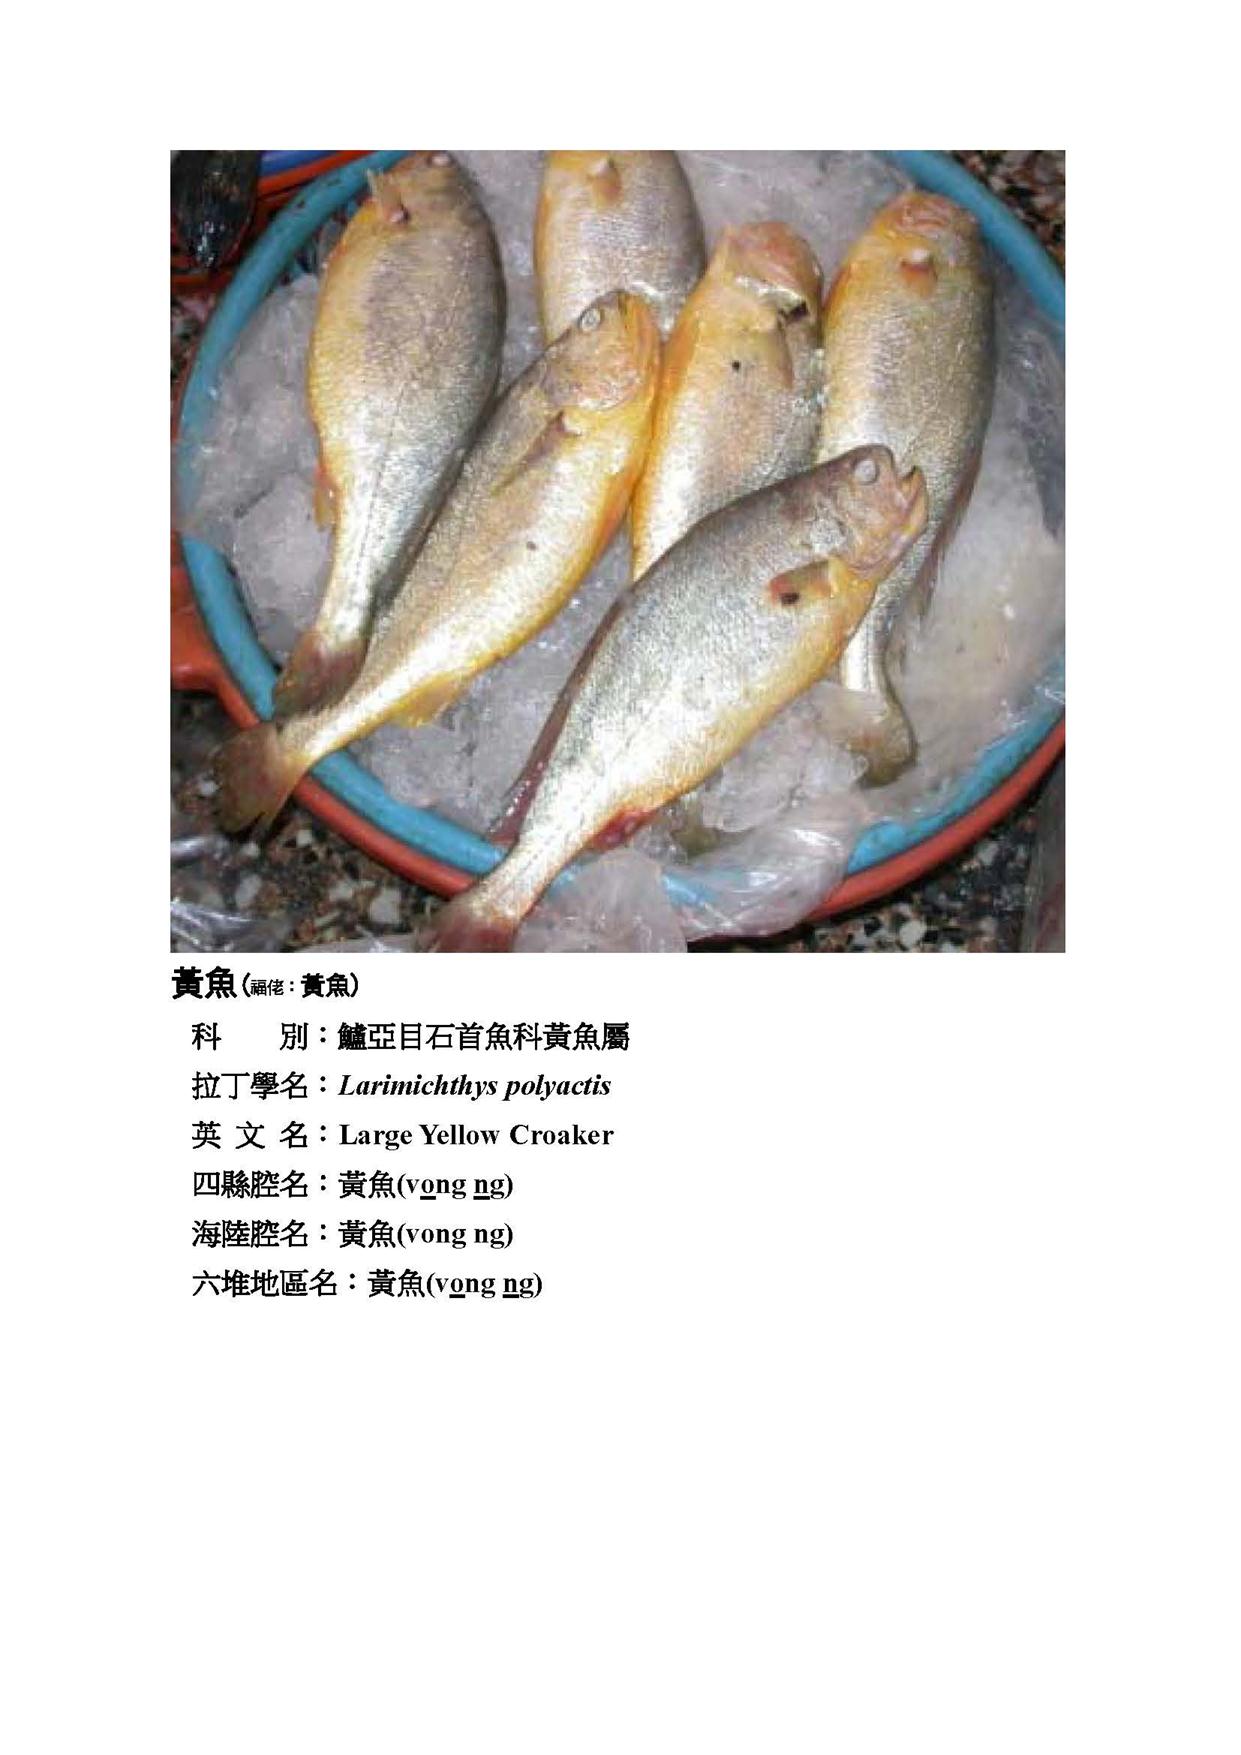 黃魚(福佬：黃魚)
科　　別：鱸亞目石首魚科黃魚屬
拉丁學名：Larimichthys polyactis
英 文 名：Large Yellow Croaker
四縣腔名：黃魚(vong ng)
海陸腔名：黃魚(vong ng)
六堆地區名：黃魚(vong ng)